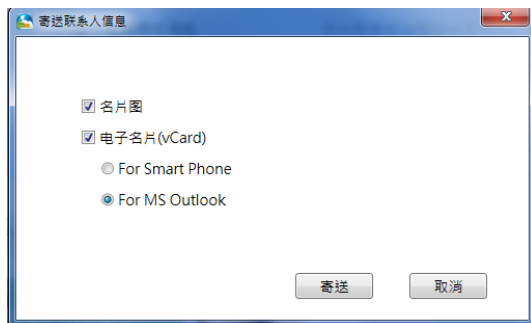 寄送联系人信息
名片图
电子名片(vCard)
For Smart Phone
For MS Outlook
寄送
取消